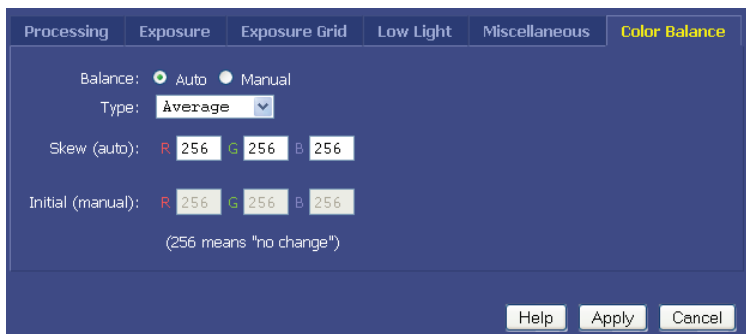 Processing Exposure Exposure Grid Low Light Miscellaneous Color Balance
Balance: Auto Manual
Type: Average
Skew (auto): R 256 G 256 B 256
Initial (manual): R 256 G 256 B 256
(256 means "no change")
Help Apply Cancel